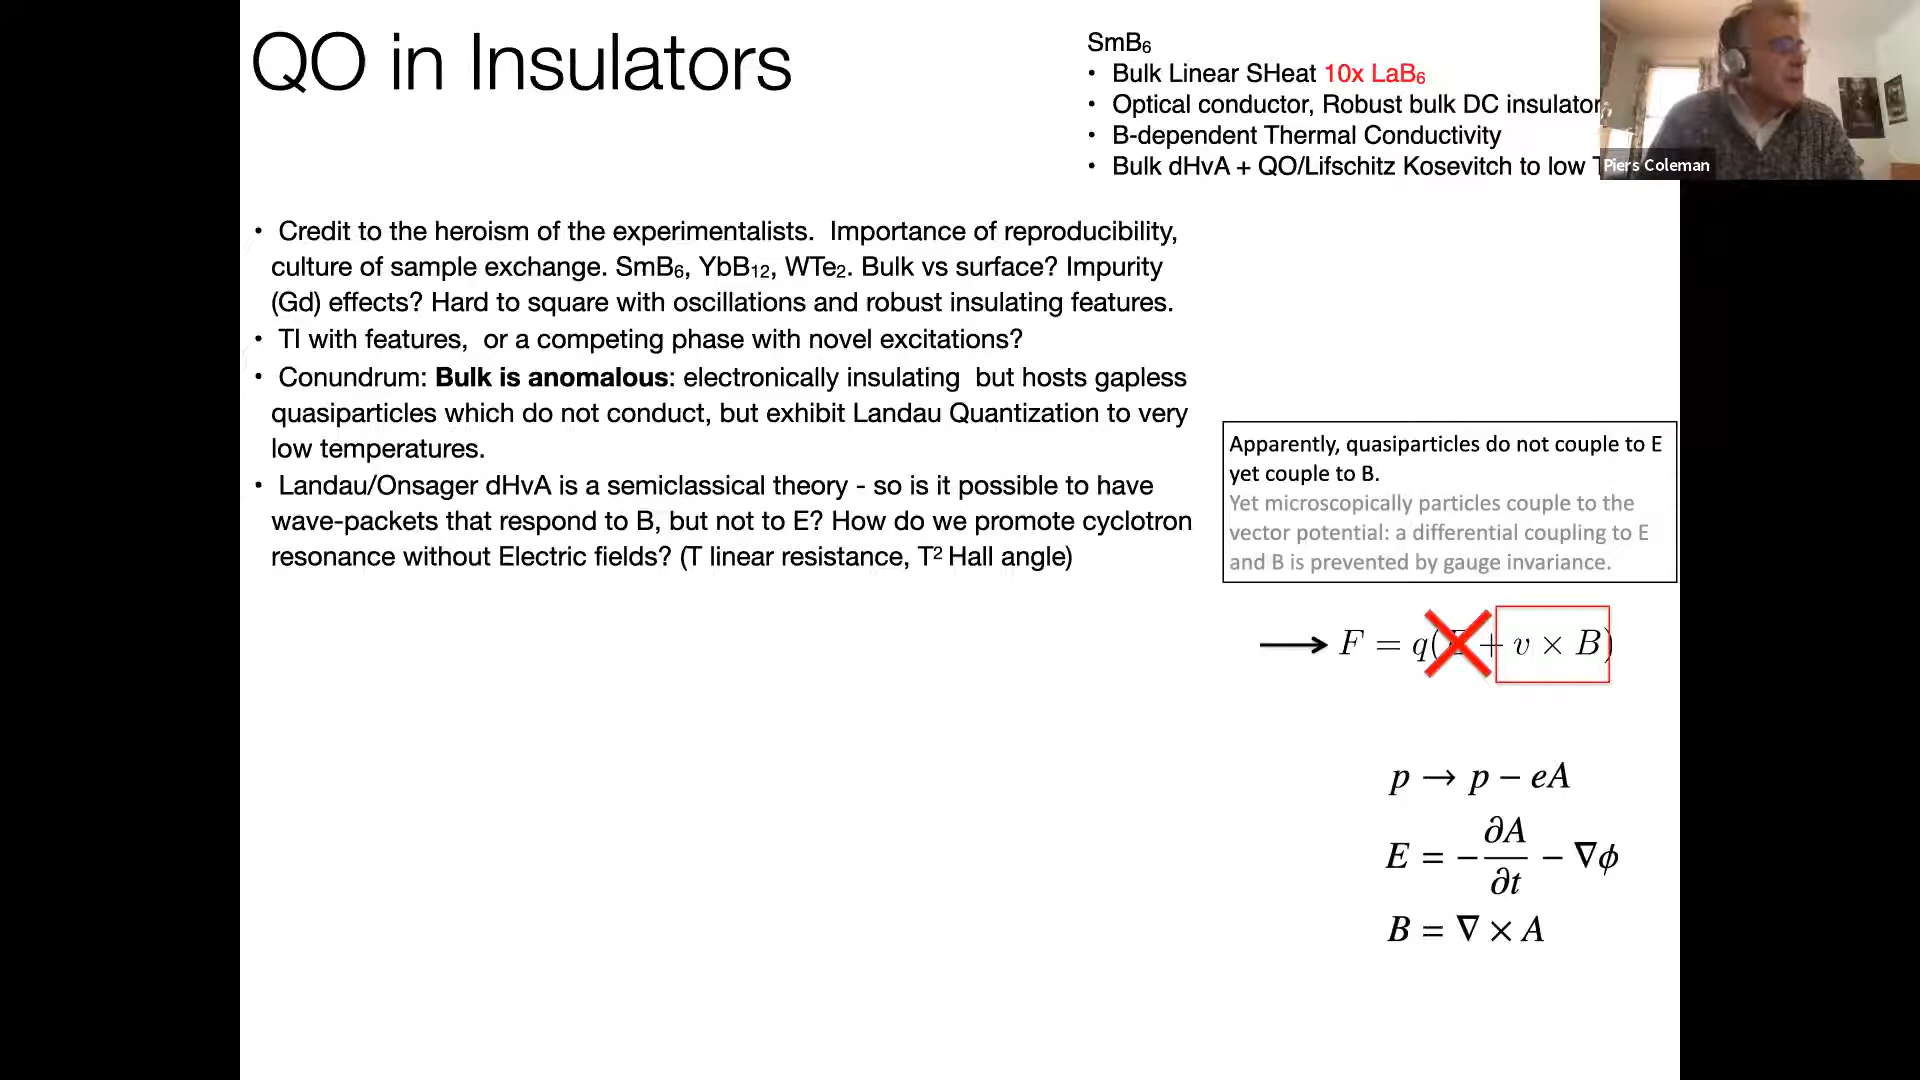 QO in Insulators
SmB₆
• Bulk Linear SHeat 10x LaB₆
• Optical conductor, Robust bulk DC insulator,
• B-dependent Thermal Conductivity
• Bulk dHvA + QO/Lifschitz Kosevitch to low T
Piers Coleman
• Credit to the heroism of the experimentalists. Importance of reproducibility,
culture of sample exchange. SmB₆, YbB₁₂, WTe₂. Bulk vs surface? Impurity
(Gd) effects? Hard to square with oscillations and robust insulating features.
• TI with features, or a competing phase with novel excitations?
• Conundrum: Bulk is anomalous: electronically insulating but hosts gapless
quasiparticles which do not conduct, but exhibit Landau Quantization to very
low temperatures.
• Landau/Onsager dHvA is a semiclassical theory - so is it possible to have
wave-packets that respond to B, but not to E? How do we promote cyclotron
resonance without Electric fields? (T linear resistance, T² Hall angle)
Apparently, quasiparticles do not couple to E
yet couple to B.
Yet microscopically particles couple to the
vector potential: a differential coupling to E
and B is prevented by gauge invariance.
⟶ F = q( + v × B)
p → p − eA
E = −∂A/∂t − ∇ϕ
B = ∇ × A